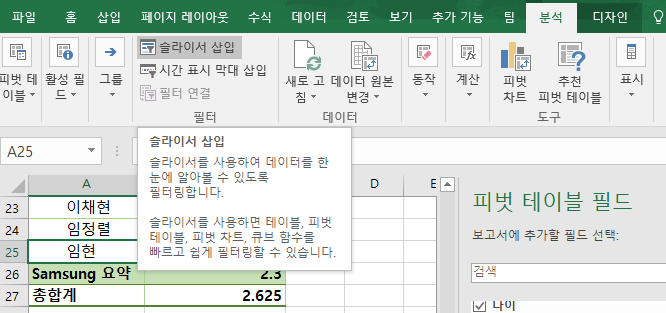 파일 홈 삽입 페이지 레이아웃 수식 데이터 검토 보기 추가 기능 팀 분석 디자인
피벗 테
이블
활성 필
드
그룹
슬라이서 삽입
시간 표시 막대 삽입
필터 연결
필터
새로 고
침
데이터 원본
변경
데이터
동작
계산
피벗
차트
추천
피벗 테이블
도구
표시
A25
슬라이서 삽입
슬라이서를 사용하여 데이터를 한
눈에 알아볼 수 있도록
필터링합니다.
슬라이서를 사용하면 테이블, 피벗
테이블, 피벗 차트, 큐브 함수를
빠르고 쉽게 필터링할 수 있습니다.
A D E
23 이채현
24 임정렬
25 임현
26 Samsung 요약 2.3
27 총합계 2.625
피벗 테이블 필드
보고서에 추가할 필드 선택:
검색
나이